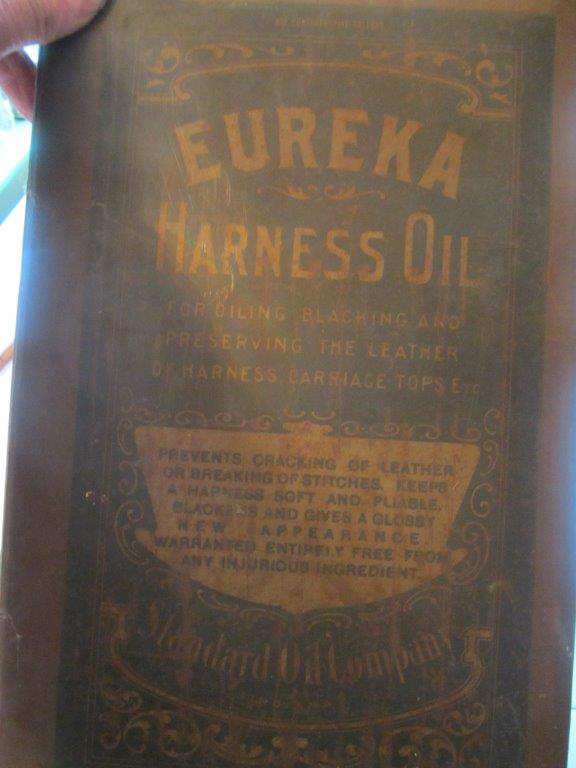 EUREKA
HARNESS OIL
FOR OILING BLACKING AND
PRESERVING THE LEATHER
OF HARNESS, CARRIAGE TOPS ETC
PREVENTS CRACKING OF LEATHER
OR BREAKING OF STITCHES. KEEPS
A HARNESS SOFT AND PLIABLE,
BLACKENS AND GIVES A GLOSSY
NEW APPEARANCE
WARRANTED ENTIRELY FREE FROM
ANY INJURIOUS INGREDIENT.
Standard Oil Company